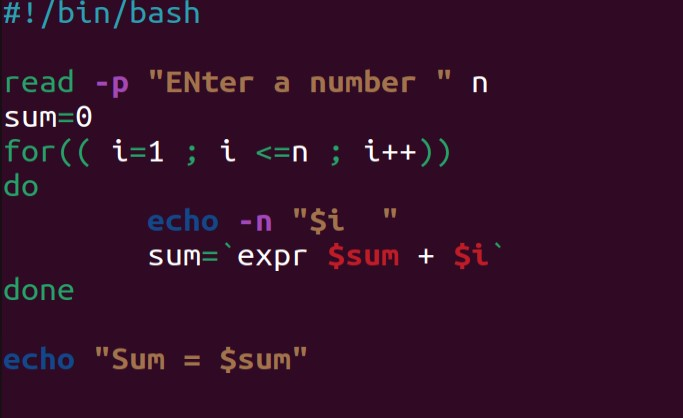 #!/bin/bash
read -p "ENter a number " n
sum=0
for(( i=1 ; i <=n ; i++))
do
echo -n "$i  "
sum=`expr $sum + $i`
done
echo "Sum = $sum"